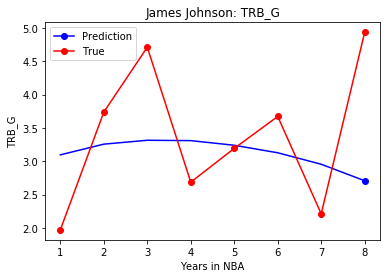 James Johnson: TRB_G
Prediction
True
5.0
4.5
4.0
3.5
3.0
2.5
2.0
TRB_G
1 2 3 4 5 6 7 8
Years in NBA